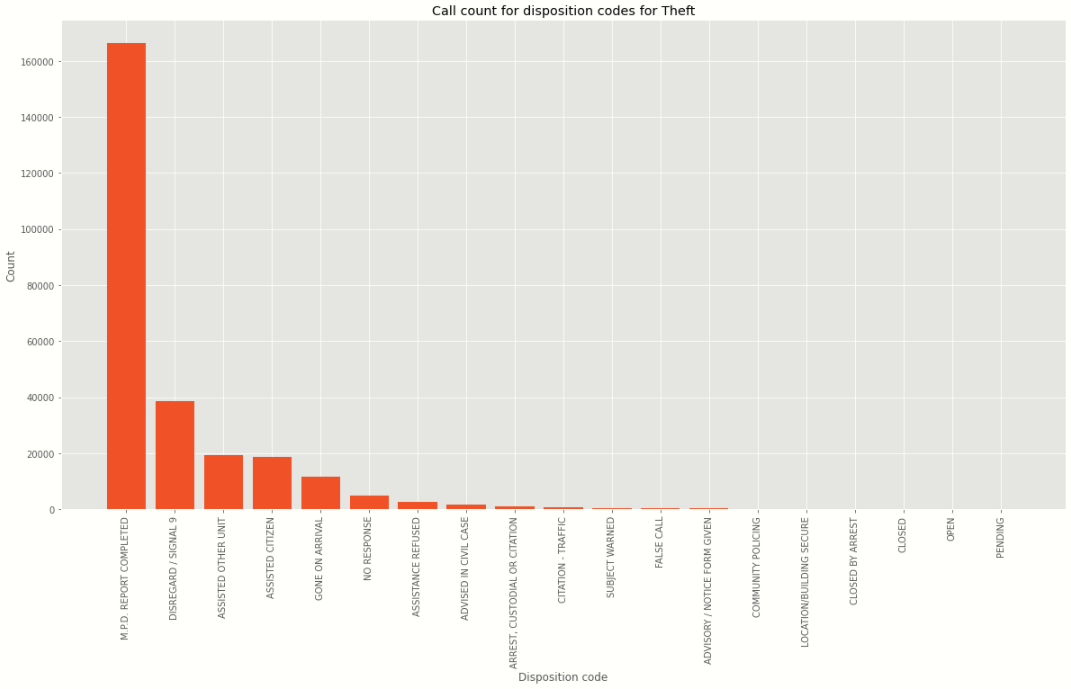 Call count for disposition codes for Theft
160000
140000
120000
100000
80000
60000
40000
20000
0
Count
M.P.D. REPORT COMPLETED
DISREGARD / SIGNAL 9
ASSISTED OTHER UNIT
ASSISTED CITIZEN
GONE ON ARRIVAL
NO RESPONSE
ASSISTANCE REFUSED
ADVISED IN CIVIL CASE
ARREST, CUSTODIAL OR CITATION
CITATION - TRAFFIC
SUBJECT WARNED
FALSE CALL
ADVISORY / NOTICE FORM GIVEN
COMMUNITY POLICING
LOCATION/BUILDING SECURE
CLOSED BY ARREST
CLOSED
OPEN
PENDING
Disposition code